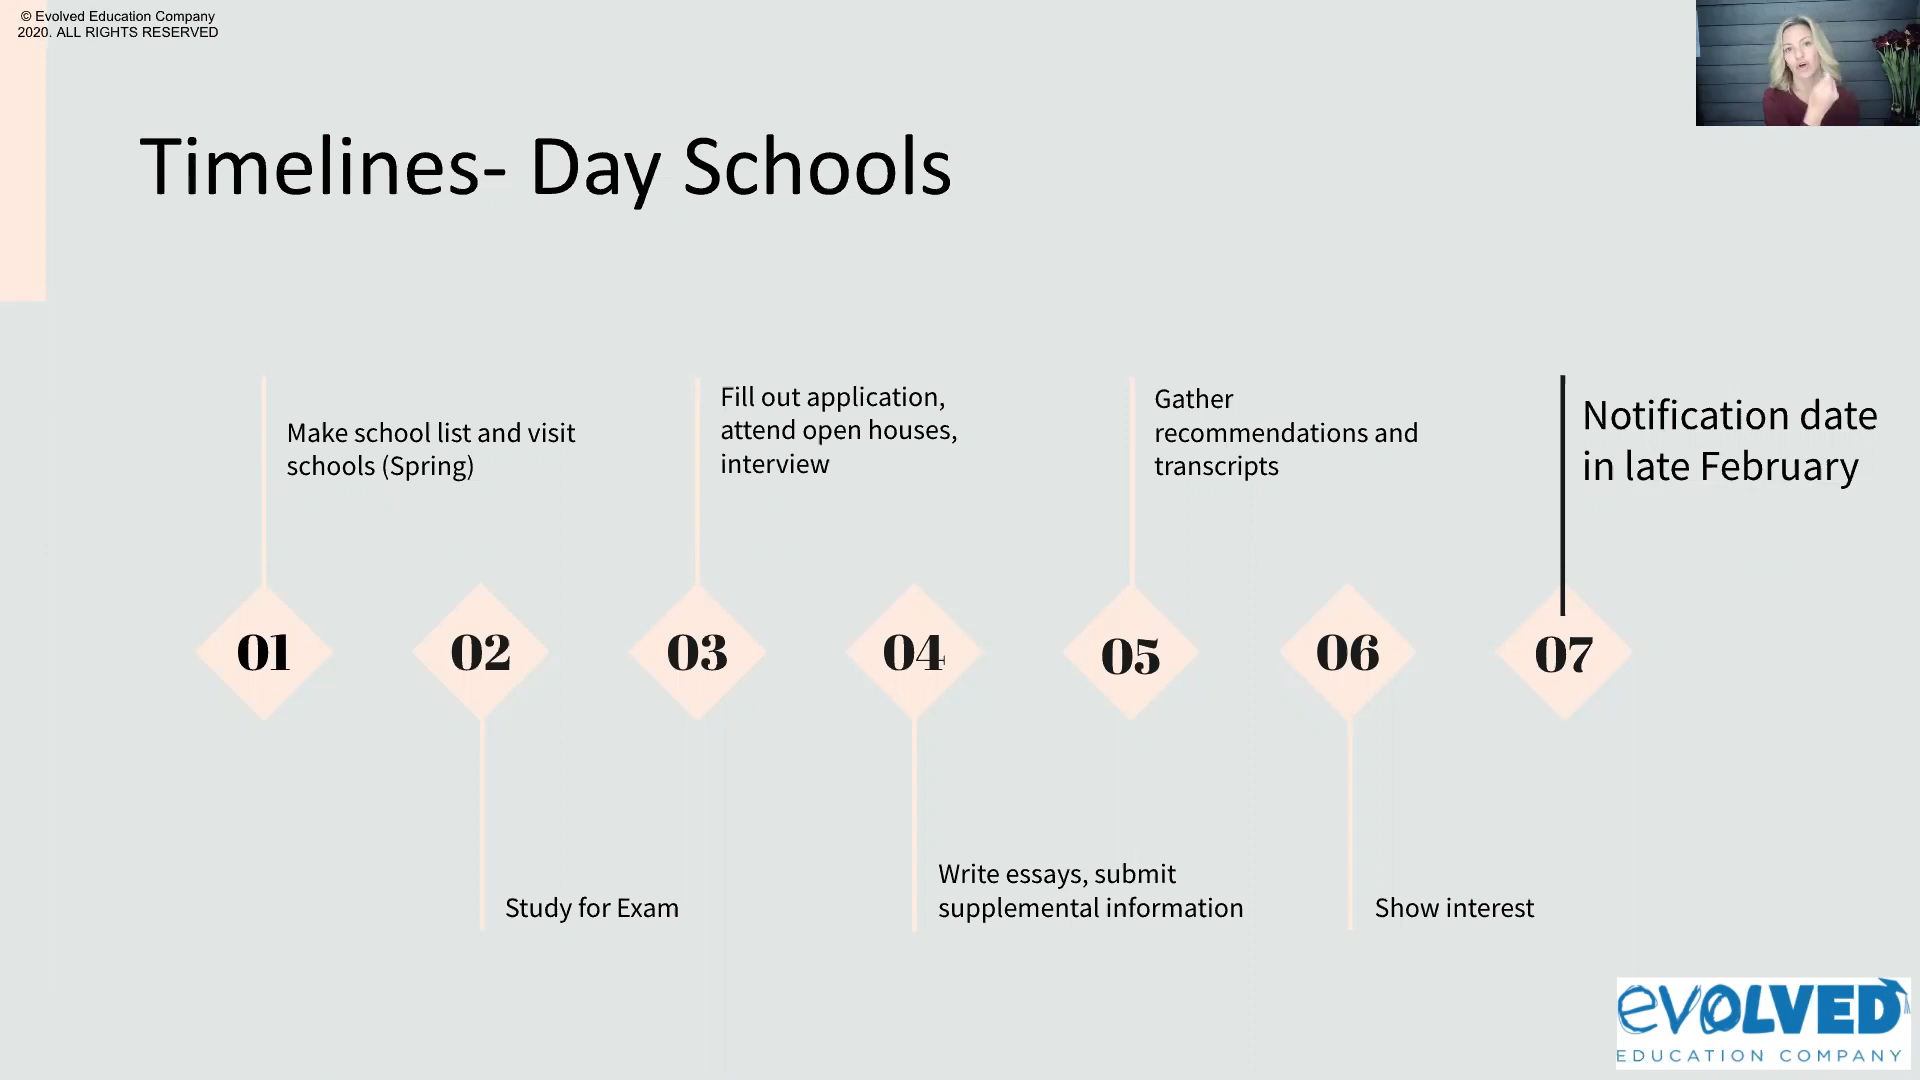 © Evolved Education Company
2020. ALL RIGHTS RESERVED
Timelines- Day Schools
Make school list and visit
schools (Spring)
Fill out application,
attend open houses,
interview
Gather
recommendations and
transcripts
Notification date
in late February
01
02
03
04
05
06
07
Study for Exam
Write essays, submit
supplemental information
Show interest
evOLVED
EDUCATION COMPANY